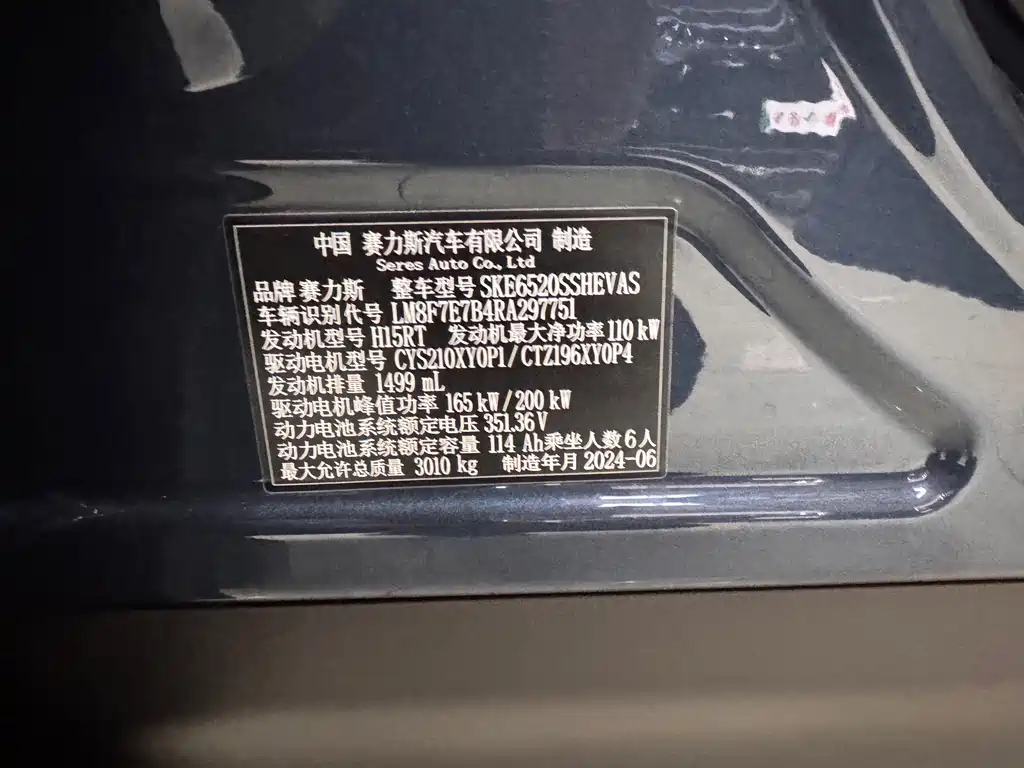 中国 赛力斯汽车有限公司 制造
Seres Auto Co., Ltd
品牌 赛力斯 整车型号 SKE6520SSHEVAS
车辆识别代号 LM8F7E7B4RA297751
发动机型号 H15RT 发动机最大净功率 110 kW
驱动电机型号 CYS210XY0P1/CTZ196XY0P4
发动机排量 1499 mL
驱动电机峰值功率 165 kW/200 kW
动力电池系统额定电压 351.36 V
动力电池系统额定容量 114 Ah乘坐人数 6人
最大允许总质量 3010 kg 制造年月 2024-06